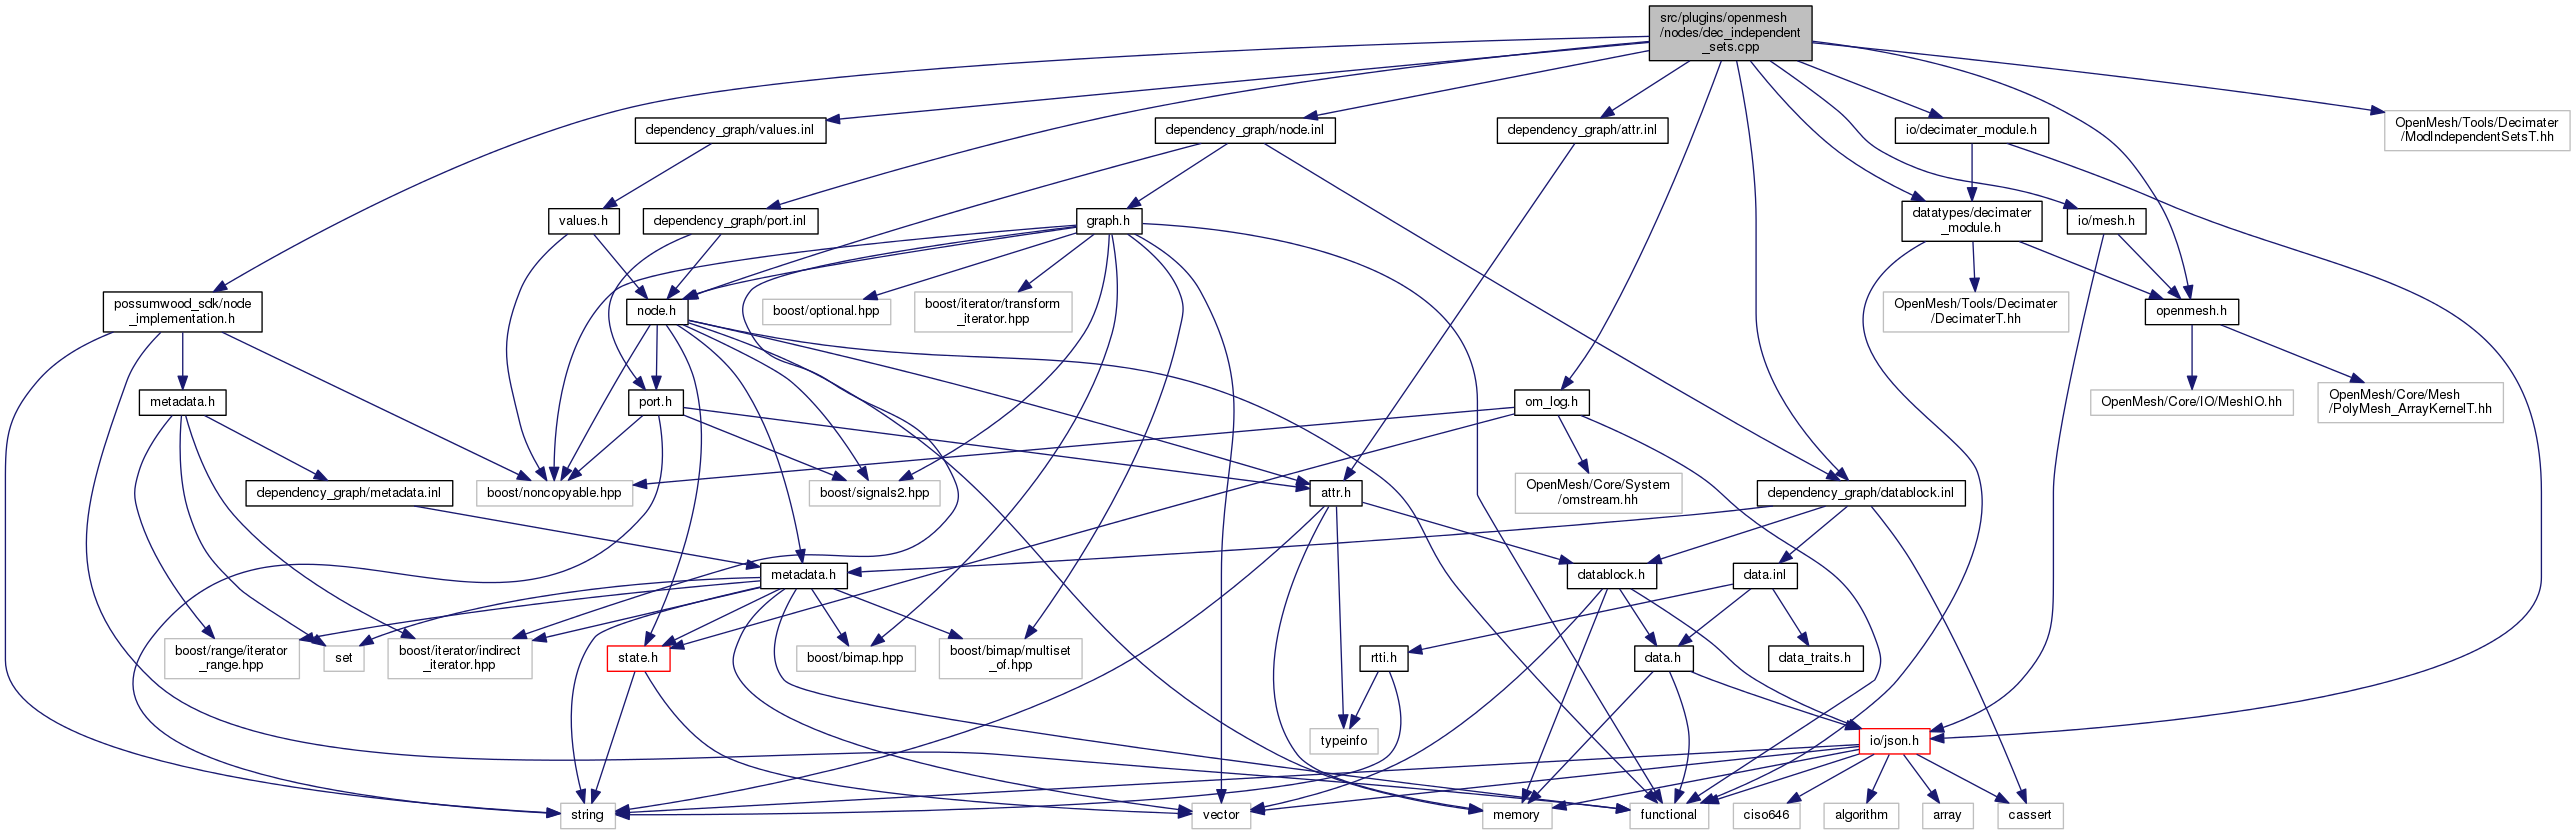 src/plugins/openmesh
/nodes/dec_independent
_sets.cpp
dependency_graph/values.inl
dependency_graph/node.inl
dependency_graph/attr.inl
io/decimater_module.h
OpenMesh/Tools/Decimater
/ModIndependentSetsT.hh
values.h
dependency_graph/port.inl
graph.h
datatypes/decimater
_module.h
io/mesh.h
possumwood_sdk/node
_implementation.h
node.h
boost/optional.hpp
boost/iterator/transform
_iterator.hpp
OpenMesh/Tools/Decimater
/DecimaterT.hh
openmesh.h
metadata.h
port.h
om_log.h
OpenMesh/Core/IO/MeshIO.hh
OpenMesh/Core/Mesh
/PolyMesh_ArrayKernelT.hh
dependency_graph/metadata.inl
boost/noncopyable.hpp
boost/signals2.hpp
attr.h
OpenMesh/Core/System
/omstream.hh
dependency_graph/datablock.inl
metadata.h
datablock.h
data.inl
boost/range/iterator
_range.hpp
set
boost/iterator/indirect
_iterator.hpp
state.h
boost/bimap.hpp
boost/bimap/multiset
_of.hpp
rtti.h
data.h
data_traits.h
typeinfo
io/json.h
string
vector
memory
functional
ciso646
algorithm
array
cassert